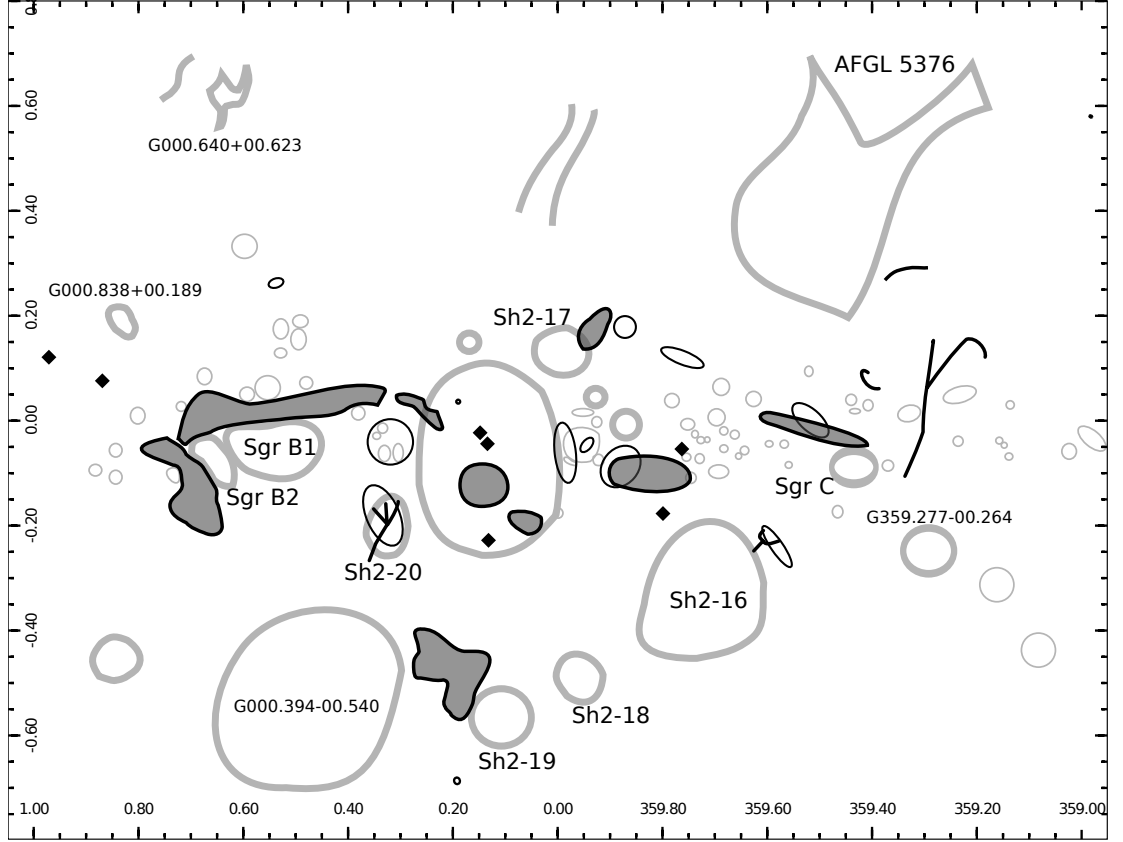 AFGL 5376
G000.640+00.623
G000.838+00.189
Sh2-17
Sgr B1
Sgr B2
Sgr C
G359.277-00.264
Sh2-20
Sh2-16
G000.394-00.540
Sh2-18
Sh2-19
0.60
0.40
0.20
0.00
-0.20
-0.40
-0.60
1.00 0.80 0.60 0.40 0.20 0.00 359.80 359.60 359.40 359.20 359.00